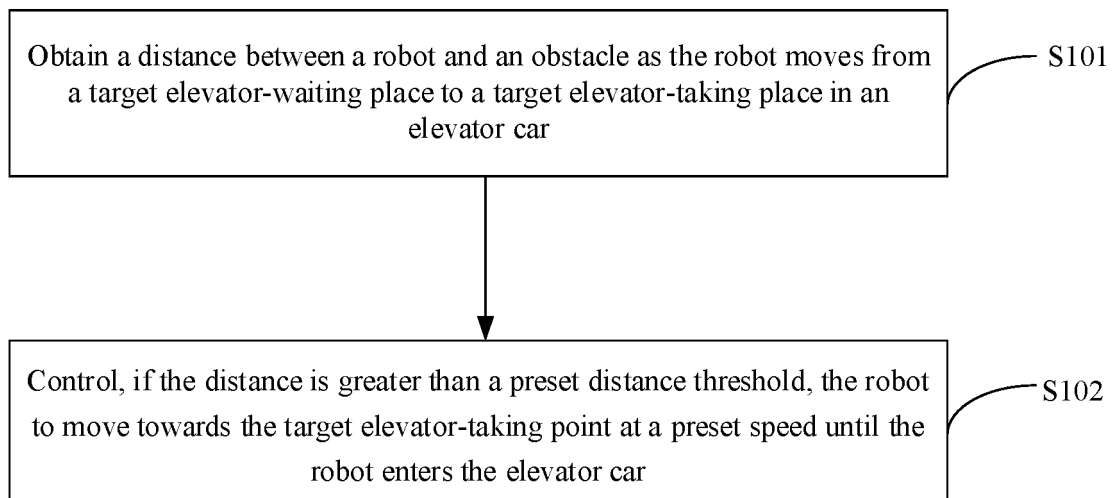 Obtain a distance between a robot and an obstacle as the robot moves from
a target elevator-waiting place to a target elevator-taking place in an
elevator car
S101
Control, if the distance is greater than a preset distance threshold, the robot
to move towards the target elevator-taking point at a preset speed until the
robot enters the elevator car
S102